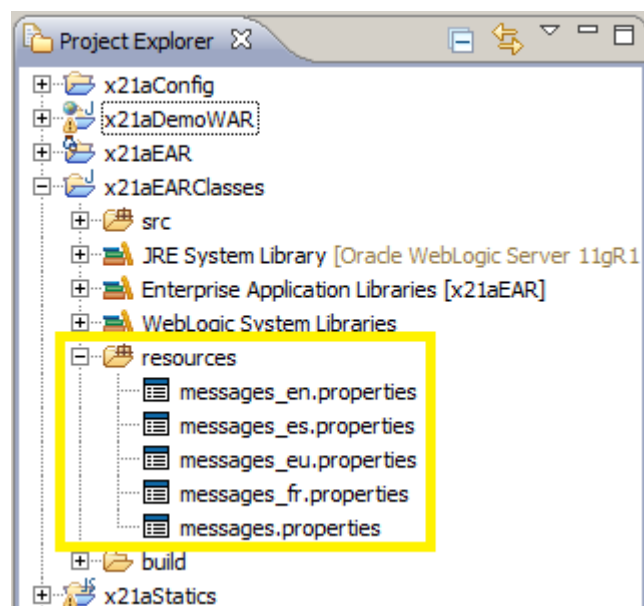 Project Explorer
x21aConfig
x21aDemoWAR
x21aEAR
x21aEARClasses
src
JRE System Library [Oracle WebLogic Server 11gR1
Enterprise Application Libraries [x21aEAR]
WebLogic System Libraries
resources
messages_en.properties
messages_es.properties
messages_eu.properties
messages_fr.properties
messages.properties
build
x21aStatics